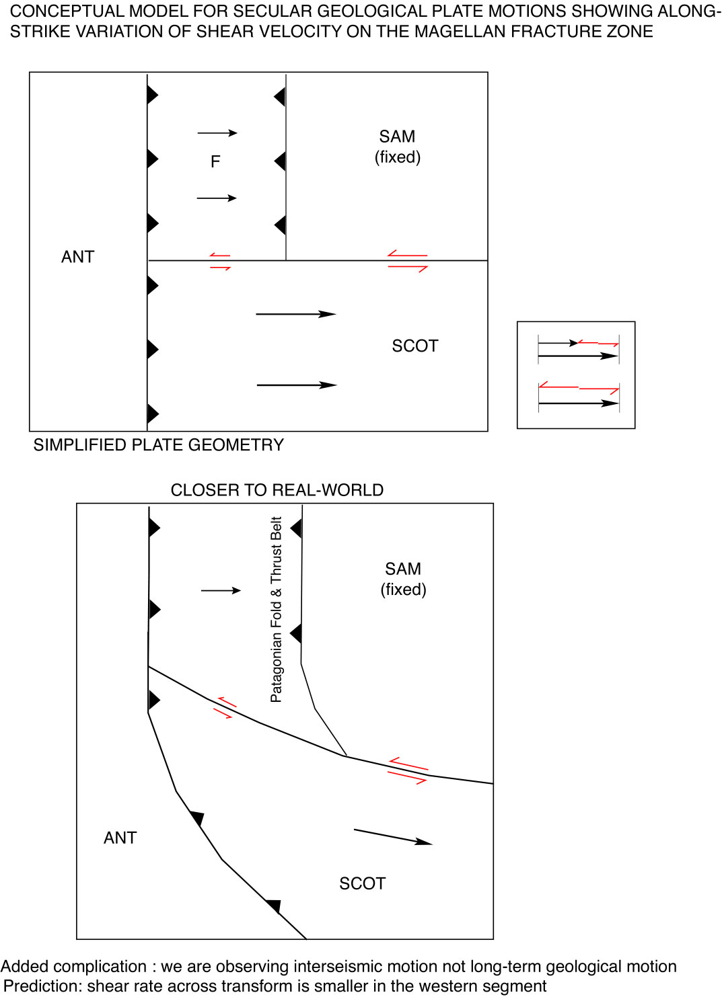 CONCEPTUAL MODEL FOR SECULAR GEOLOGICAL PLATE MOTIONS SHOWING ALONG-
STRIKE VARIATION OF SHEAR VELOCITY ON THE MAGELLAN FRACTURE ZONE
SAM
(fixed)
F
ANT
SCOT
SIMPLIFIED PLATE GEOMETRY
CLOSER TO REAL-WORLD
Patagonian Fold & Thrust Belt
SAM
(fixed)
ANT
SCOT
Added complication : we are observing interseismic motion not long-term geological motion
Prediction: shear rate across transform is smaller in the western segment